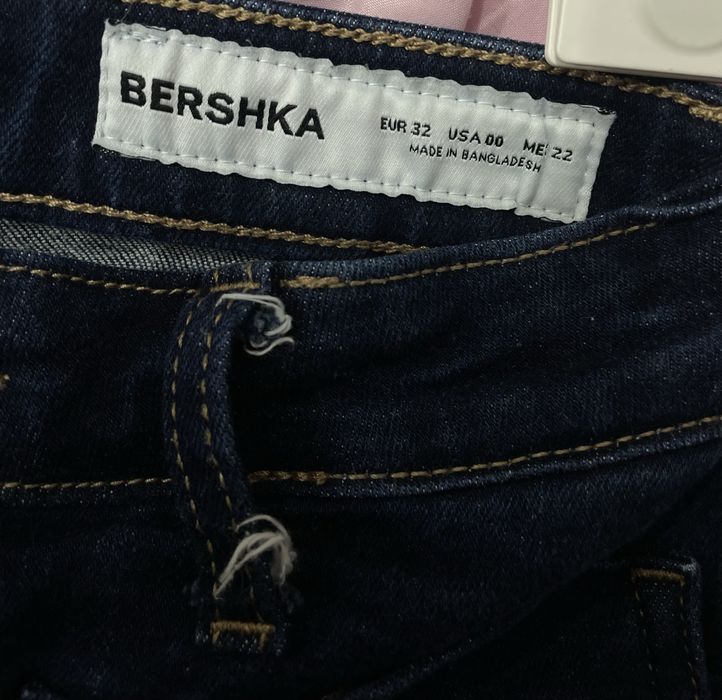 BERSHKA
EUR 32 USA 00 MEX 22
MADE IN BANGLADESH